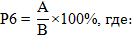 Р6 = A/B ×100%, где: